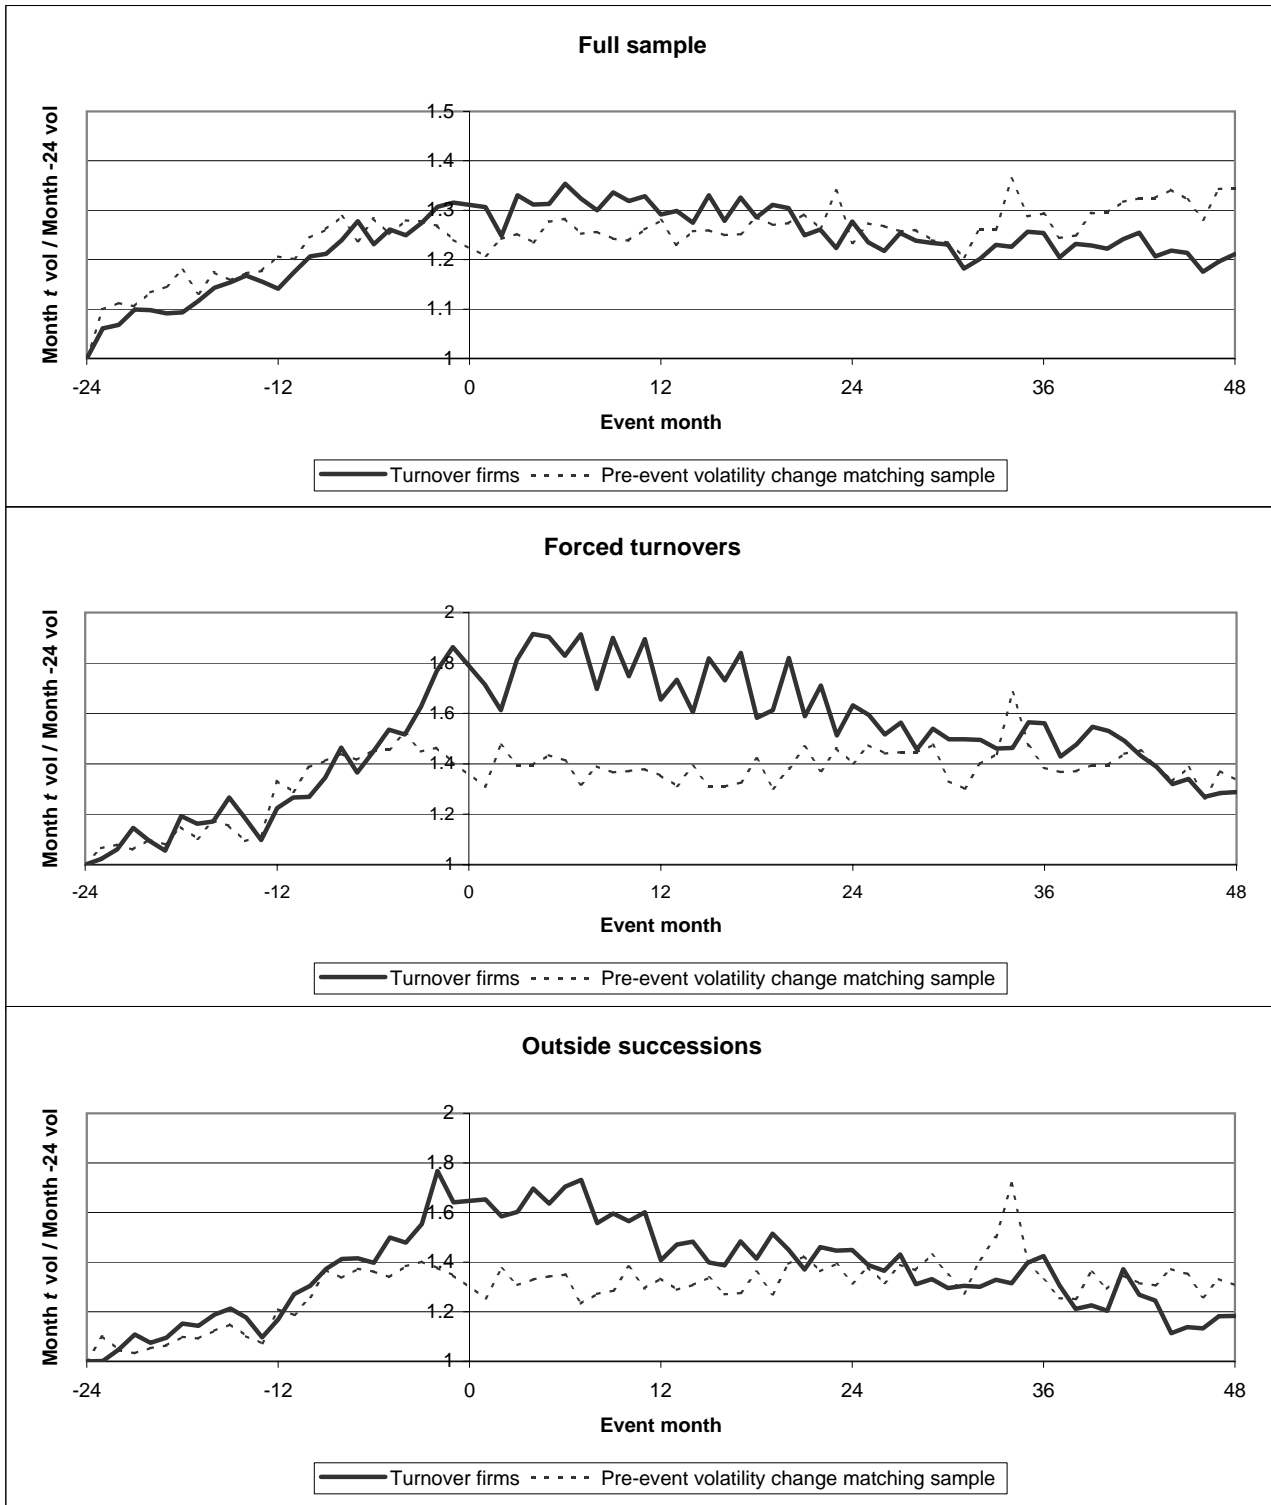 Full sample
Month t vol / Month -24 vol
1.5
1.4
1.3
1.2
1.1
1
-24 -12 0 12 24 36 48
Event month
Turnover firms Pre-event volatility change matching sample
Forced turnovers
Month t vol / Month -24 vol
2
1.8
1.6
1.4
1.2
1
-24 -12 0 12 24 36 48
Event month
Turnover firms Pre-event volatility change matching sample
Outside successions
Month t vol / Month -24 vol
2
1.8
1.6
1.4
1.2
1
-24 -12 0 12 24 36 48
Event month
Turnover firms Pre-event volatility change matching sample